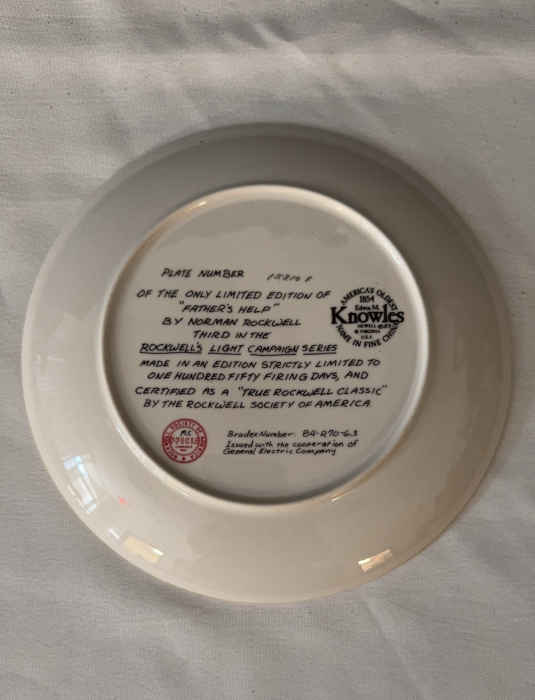 PLATE NUMBER
OF THE ONLY LIMITED EDITION OF
"FATHER'S HELP"
BY NORMAN ROCKWELL
THIRD IN THE
ROCKWELL'S LIGHT CAMPAIGN SERIES
MADE IN AN EDITION STRICTLY LIMITED TO
ONE HUNDRED FIFTY FIRING DAYS, AND
CERTIFIED AS A "TRUE ROCKWELL CLASSIC"
BY THE ROCKWELL SOCIETY OF AMERICA.
AMERICA'S OLDEST
1854
Edwin M.
Knowles
U.S.A.
NAME IN FINE CHINA
SOCIETY OF
Bradex Number: 84-R70-6.3
Issued with the cooperation of
General Electric Company